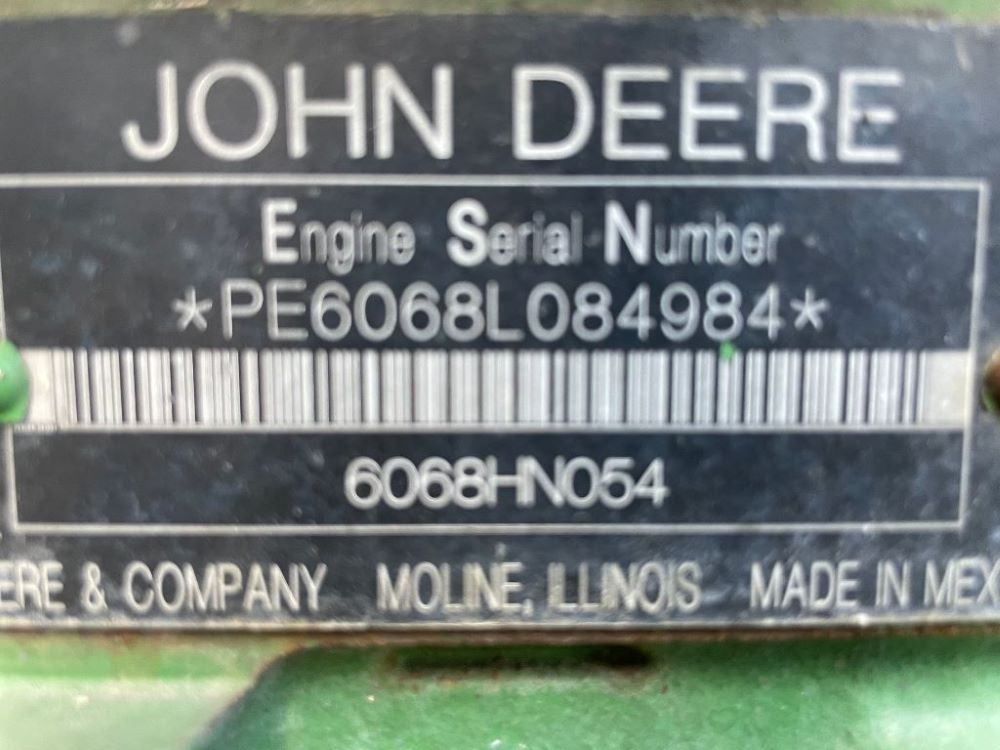 JOHN DEERE
Engine Serial Number
*PE6068L084984*
6068HN054
ERE & COMPANY MOLINE, ILLINOIS MADE IN MEX